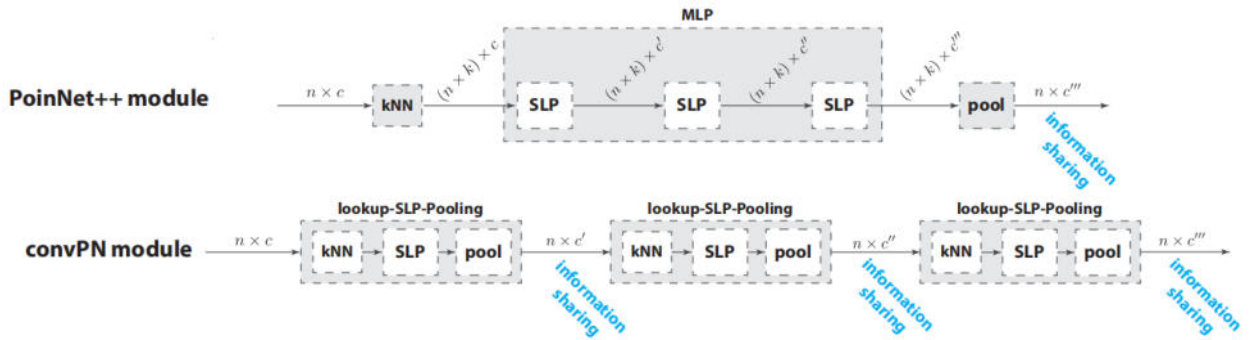 MLP
PoinNet++ module
n × c
kNN
(n × k) × c
SLP
(n × k) × c′
SLP
(n × k) × c″
SLP
(n × k) × c‴
pool
n × c‴
information
sharing
convPN module
n × c
lookup-SLP-Pooling
kNN
SLP
pool
n × c′
information
sharing
lookup-SLP-Pooling
kNN
SLP
pool
n × c″
information
sharing
lookup-SLP-Pooling
kNN
SLP
pool
n × c‴
information
sharing